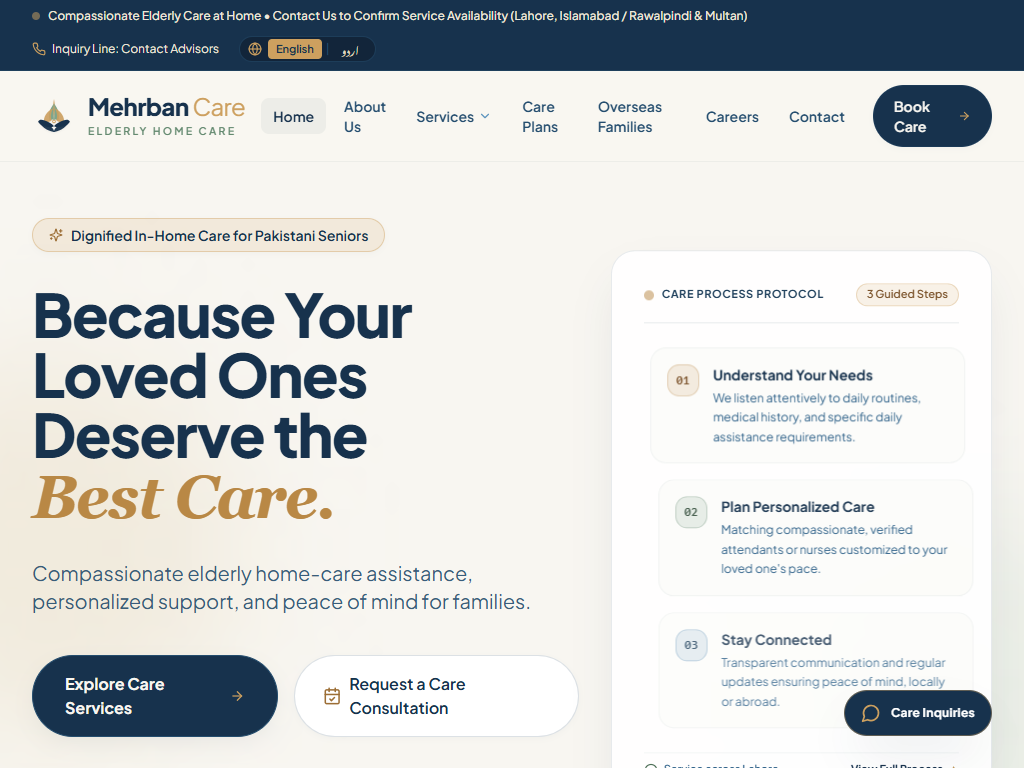 Compassionate Elderly Care at Home • Contact Us to Confirm Service Availability (Lahore, Islamabad / Rawalpindi & Multan)
Inquiry Line: Contact Advisors
English
اردو
Mehrban Care
ELDERLY HOME CARE
Home
About
Us
Services
Care
Plans
Overseas
Families
Careers
Contact
Book
Care
Dignified In-Home Care for Pakistani Seniors
Because Your
Loved Ones
Deserve the
Best Care.
Compassionate elderly home-care assistance,
personalized support, and peace of mind for families.
Explore Care
Services
Request a Care
Consultation
CARE PROCESS PROTOCOL
3 Guided Steps
01
Understand Your Needs
We listen attentively to daily routines,
medical history, and specific daily
assistance requirements.
02
Plan Personalized Care
Matching compassionate, verified
attendants or nurses customized to your
loved one's pace.
03
Stay Connected
Transparent communication and regular
updates ensuring peace of mind, locally
or abroad.
Care Inquiries
Service across Lahore
View Full Process